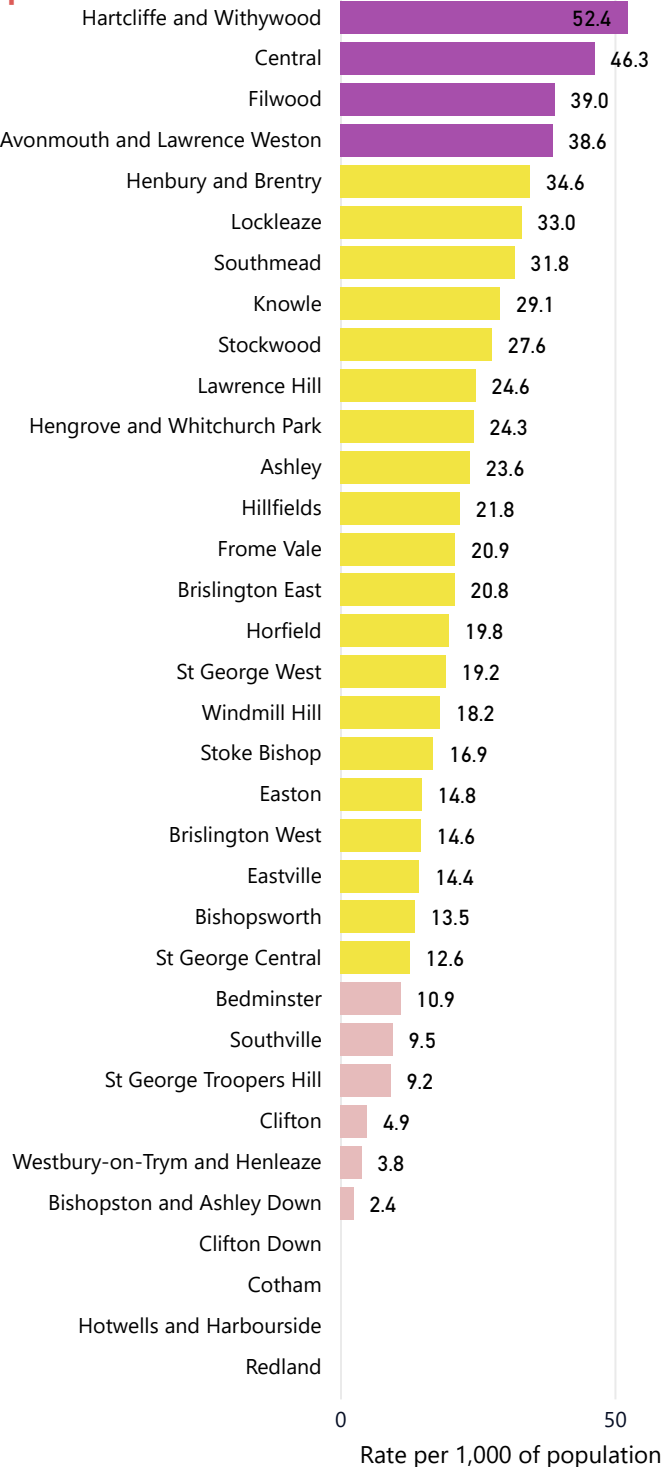 Hartcliffe and Withywood 52.4
Central 46.3
Filwood 39.0
Avonmouth and Lawrence Weston 38.6
Henbury and Brentry 34.6
Lockleaze 33.0
Southmead 31.8
Knowle 29.1
Stockwood 27.6
Lawrence Hill 24.6
Hengrove and Whitchurch Park 24.3
Ashley 23.6
Hillfields 21.8
Frome Vale 20.9
Brislington East 20.8
Horfield 19.8
St George West 19.2
Windmill Hill 18.2
Stoke Bishop 16.9
Easton 14.8
Brislington West 14.6
Eastville 14.4
Bishopsworth 13.5
St George Central 12.6
Bedminster 10.9
Southville 9.5
St George Troopers Hill 9.2
Clifton 4.9
Westbury-on-Trym and Henleaze 3.8
Bishopston and Ashley Down 2.4
Clifton Down
Cotham
Hotwells and Harbourside
Redland
0 50
Rate per 1,000 of population